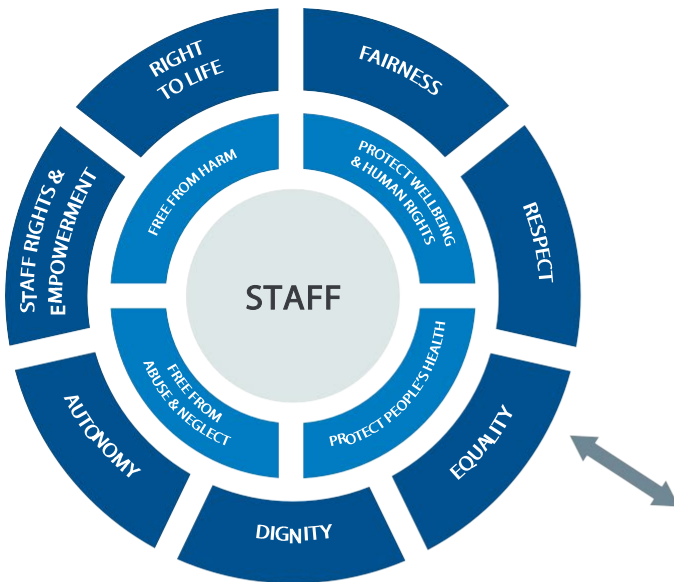 RIGHT
TO LIFE
FAIRNESS
RESPECT
EQUALITY
DIGNITY
AUTONOMY
STAFF RIGHTS &
EMPOWERMENT
FREE FROM HARM
PROTECT WELLBEING
& HUMAN RIGHTS
PROTECT PEOPLE'S HEALTH
FREE FROM
ABUSE & NEGLECT
STAFF